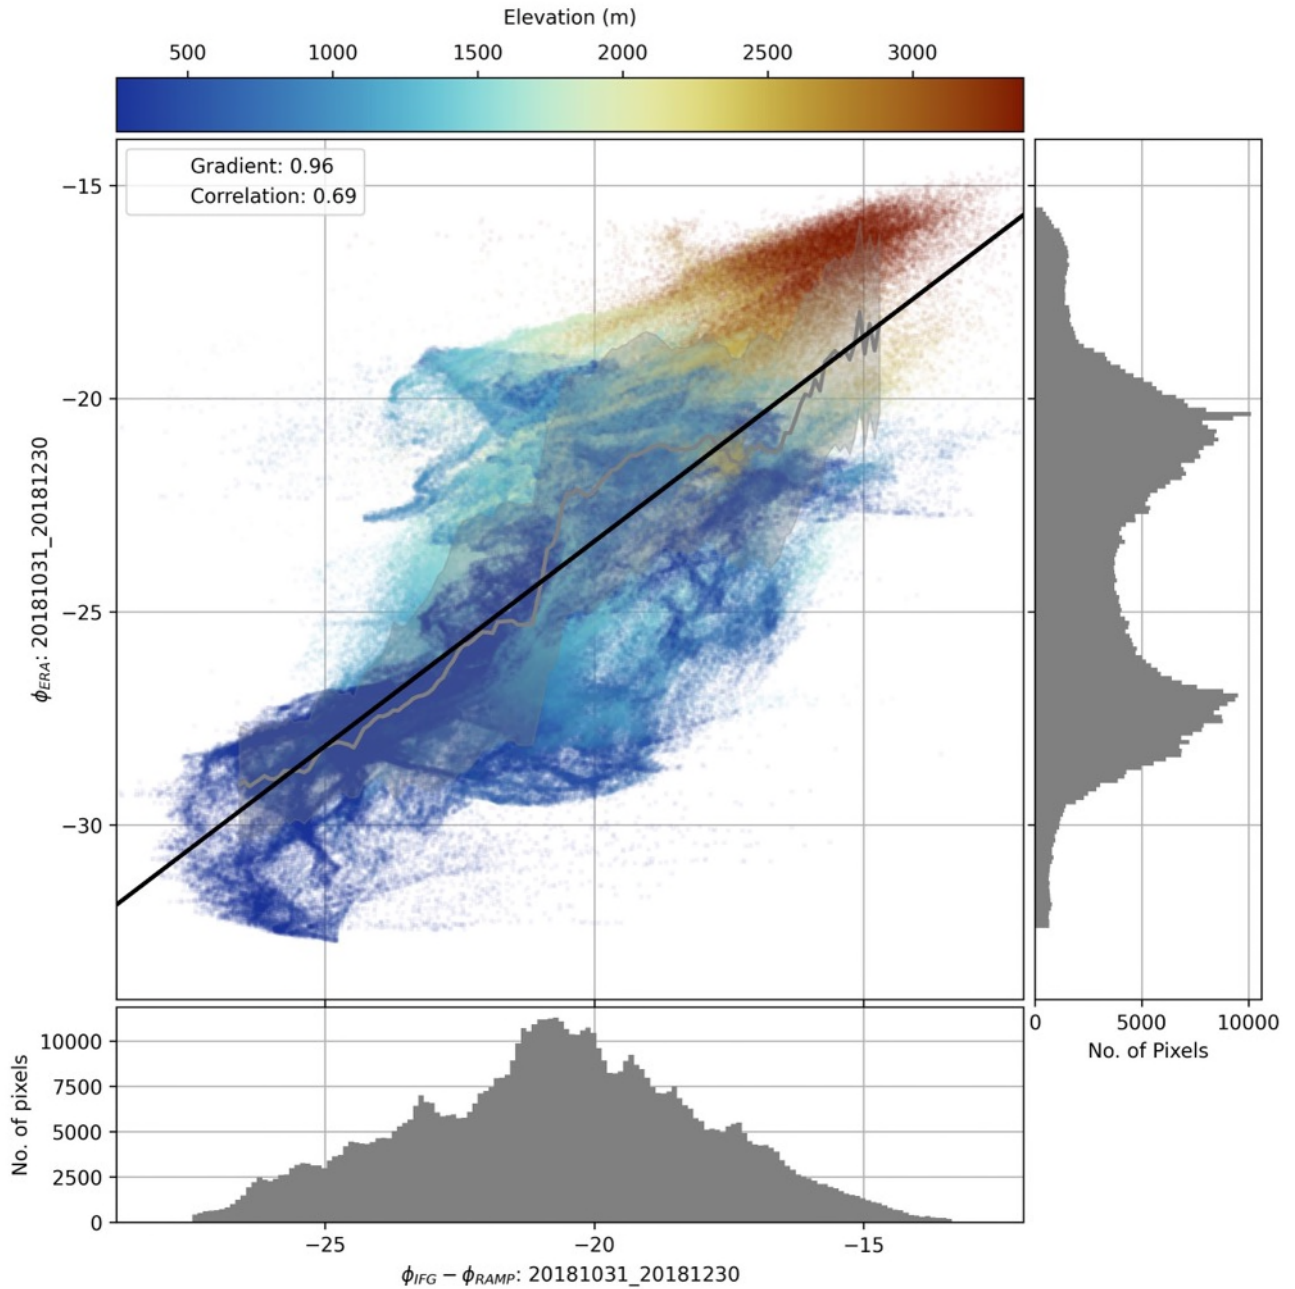 Elevation (m)
500 1000 1500 2000 2500 3000
Gradient: 0.96
Correlation: 0.69
−15
−20
−25
−30
ϕERA: 20181031_20181230
0 5000 10000
No. of Pixels
10000
7500
5000
2500
0
No. of pixels
−25 −20 −15
ϕIFG − ϕRAMP: 20181031_20181230